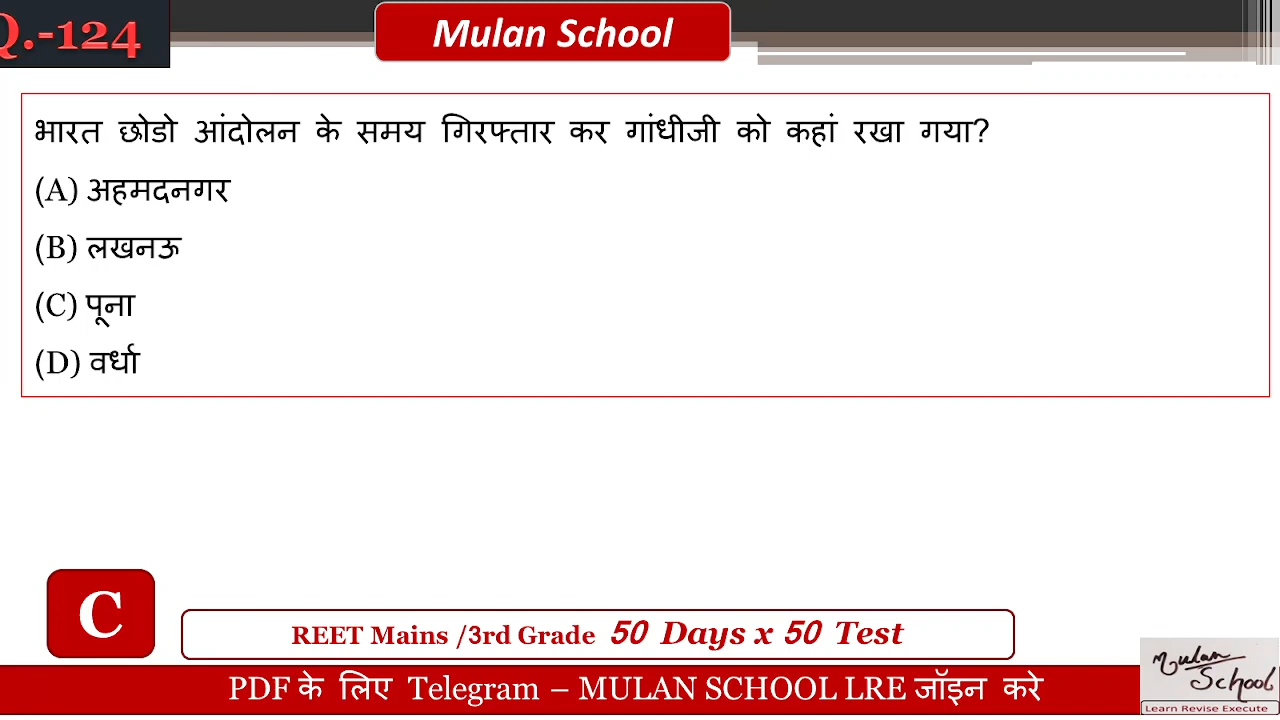 Q.-124
Mulan School
भारत छोडो आंदोलन के समय गिरफ्तार कर गांधीजी को कहां रखा गया?
(A) अहमदनगर
(B) लखनऊ
(C) पूना
(D) वर्धा
C
REET Mains /3rd Grade 50 Days x 50 Test
PDF के लिए Telegram – MULAN SCHOOL LRE जॉइन करे
Mulan
School
Learn Revise Execute